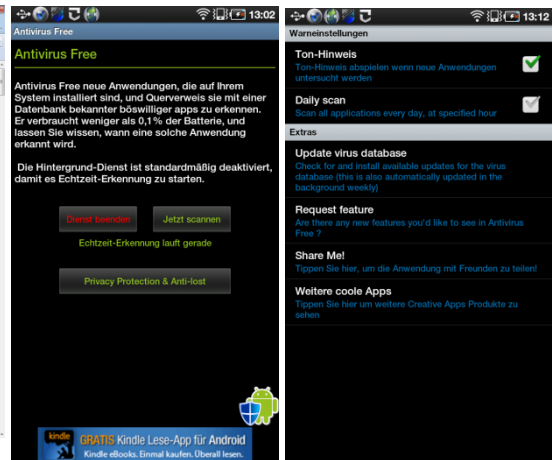 13:02
Antivirus Free
Antivirus Free
Antivirus Free neue Anwendungen, die auf Ihrem
System installiert sind, und Querverweis sie mit einer
Datenbank bekannter böswilliger apps zu erkennen.
Er verbraucht weniger als 0,1% der Batterie, und
lassen Sie wissen, wann eine solche Anwendung
erkannt wird.
Die Hintergrund-Dienst ist standardmäßig deaktiviert,
damit es Echtzeit-Erkennung zu starten.
Dienst beenden
Jetzt scannen
Echtzeit-Erkennung lauft gerade
Privacy Protection & Anti-lost
kindle
GRATIS Kindle Lese-App für Android
Kindle eBooks. Einmal kaufen. Überall lesen.
13:12
Warneinstellungen
Ton-Hinweis
Ton-Hinweis abspielen wenn neue Anwendungen
untersucht werden
Daily scan
Scan all applications every day, at specified hour
Extras
Update virus database
Check for and install available updates for the virus
database (this is also automatically updated in the
background weekly)
Request feature
Are there any new features you'd like to see in Antivirus
Free ?
Share Me!
Tippen Sie hier, um die Anwendung mit Freunden zu teilen!
Weitere coole Apps
Tippen Sie hier um weitere Creative Apps Produkte zu
sehen